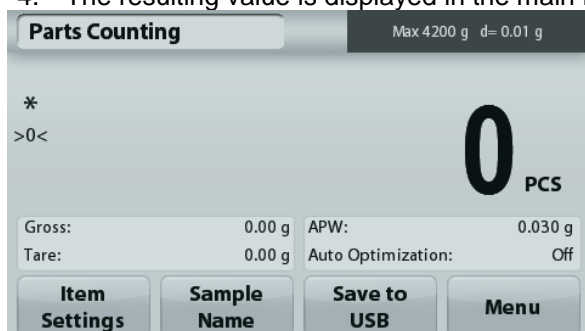 4. The resulting value is displayed in the main
Parts Counting
Max 4200 g d= 0.01 g
*
>0<
0 PCS
Gross: 0.00 g APW: 0.030 g
Tare: 0.00 g Auto Optimization: Off
Item Settings
Sample Name
Save to USB
Menu